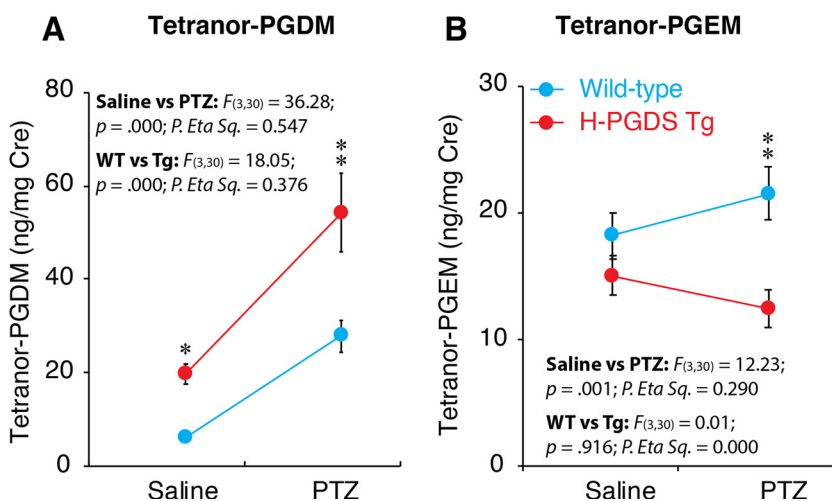 A
Tetranor-PGDM
Tetranor-PGDM (ng/mg Cre)
80
60
40
20
0
Saline vs PTZ: F(3,30) = 36.28;
p = .000; P. Eta Sq. = 0.547
WT vs Tg: F(3,30) = 18.05;
p = .000; P. Eta Sq. = 0.376
*
*
*
Saline
PTZ
B
Tetranor-PGEM
Tetranor-PGEM (ng/mg Cre)
30
20
10
0
Wild-type
H-PGDS Tg
*
*
Saline vs PTZ: F(3,30) = 12.23;
p = .001; P. Eta Sq. = 0.290
WT vs Tg: F(3,30) = 0.01;
p = .916; P. Eta Sq. = 0.000
Saline
PTZ